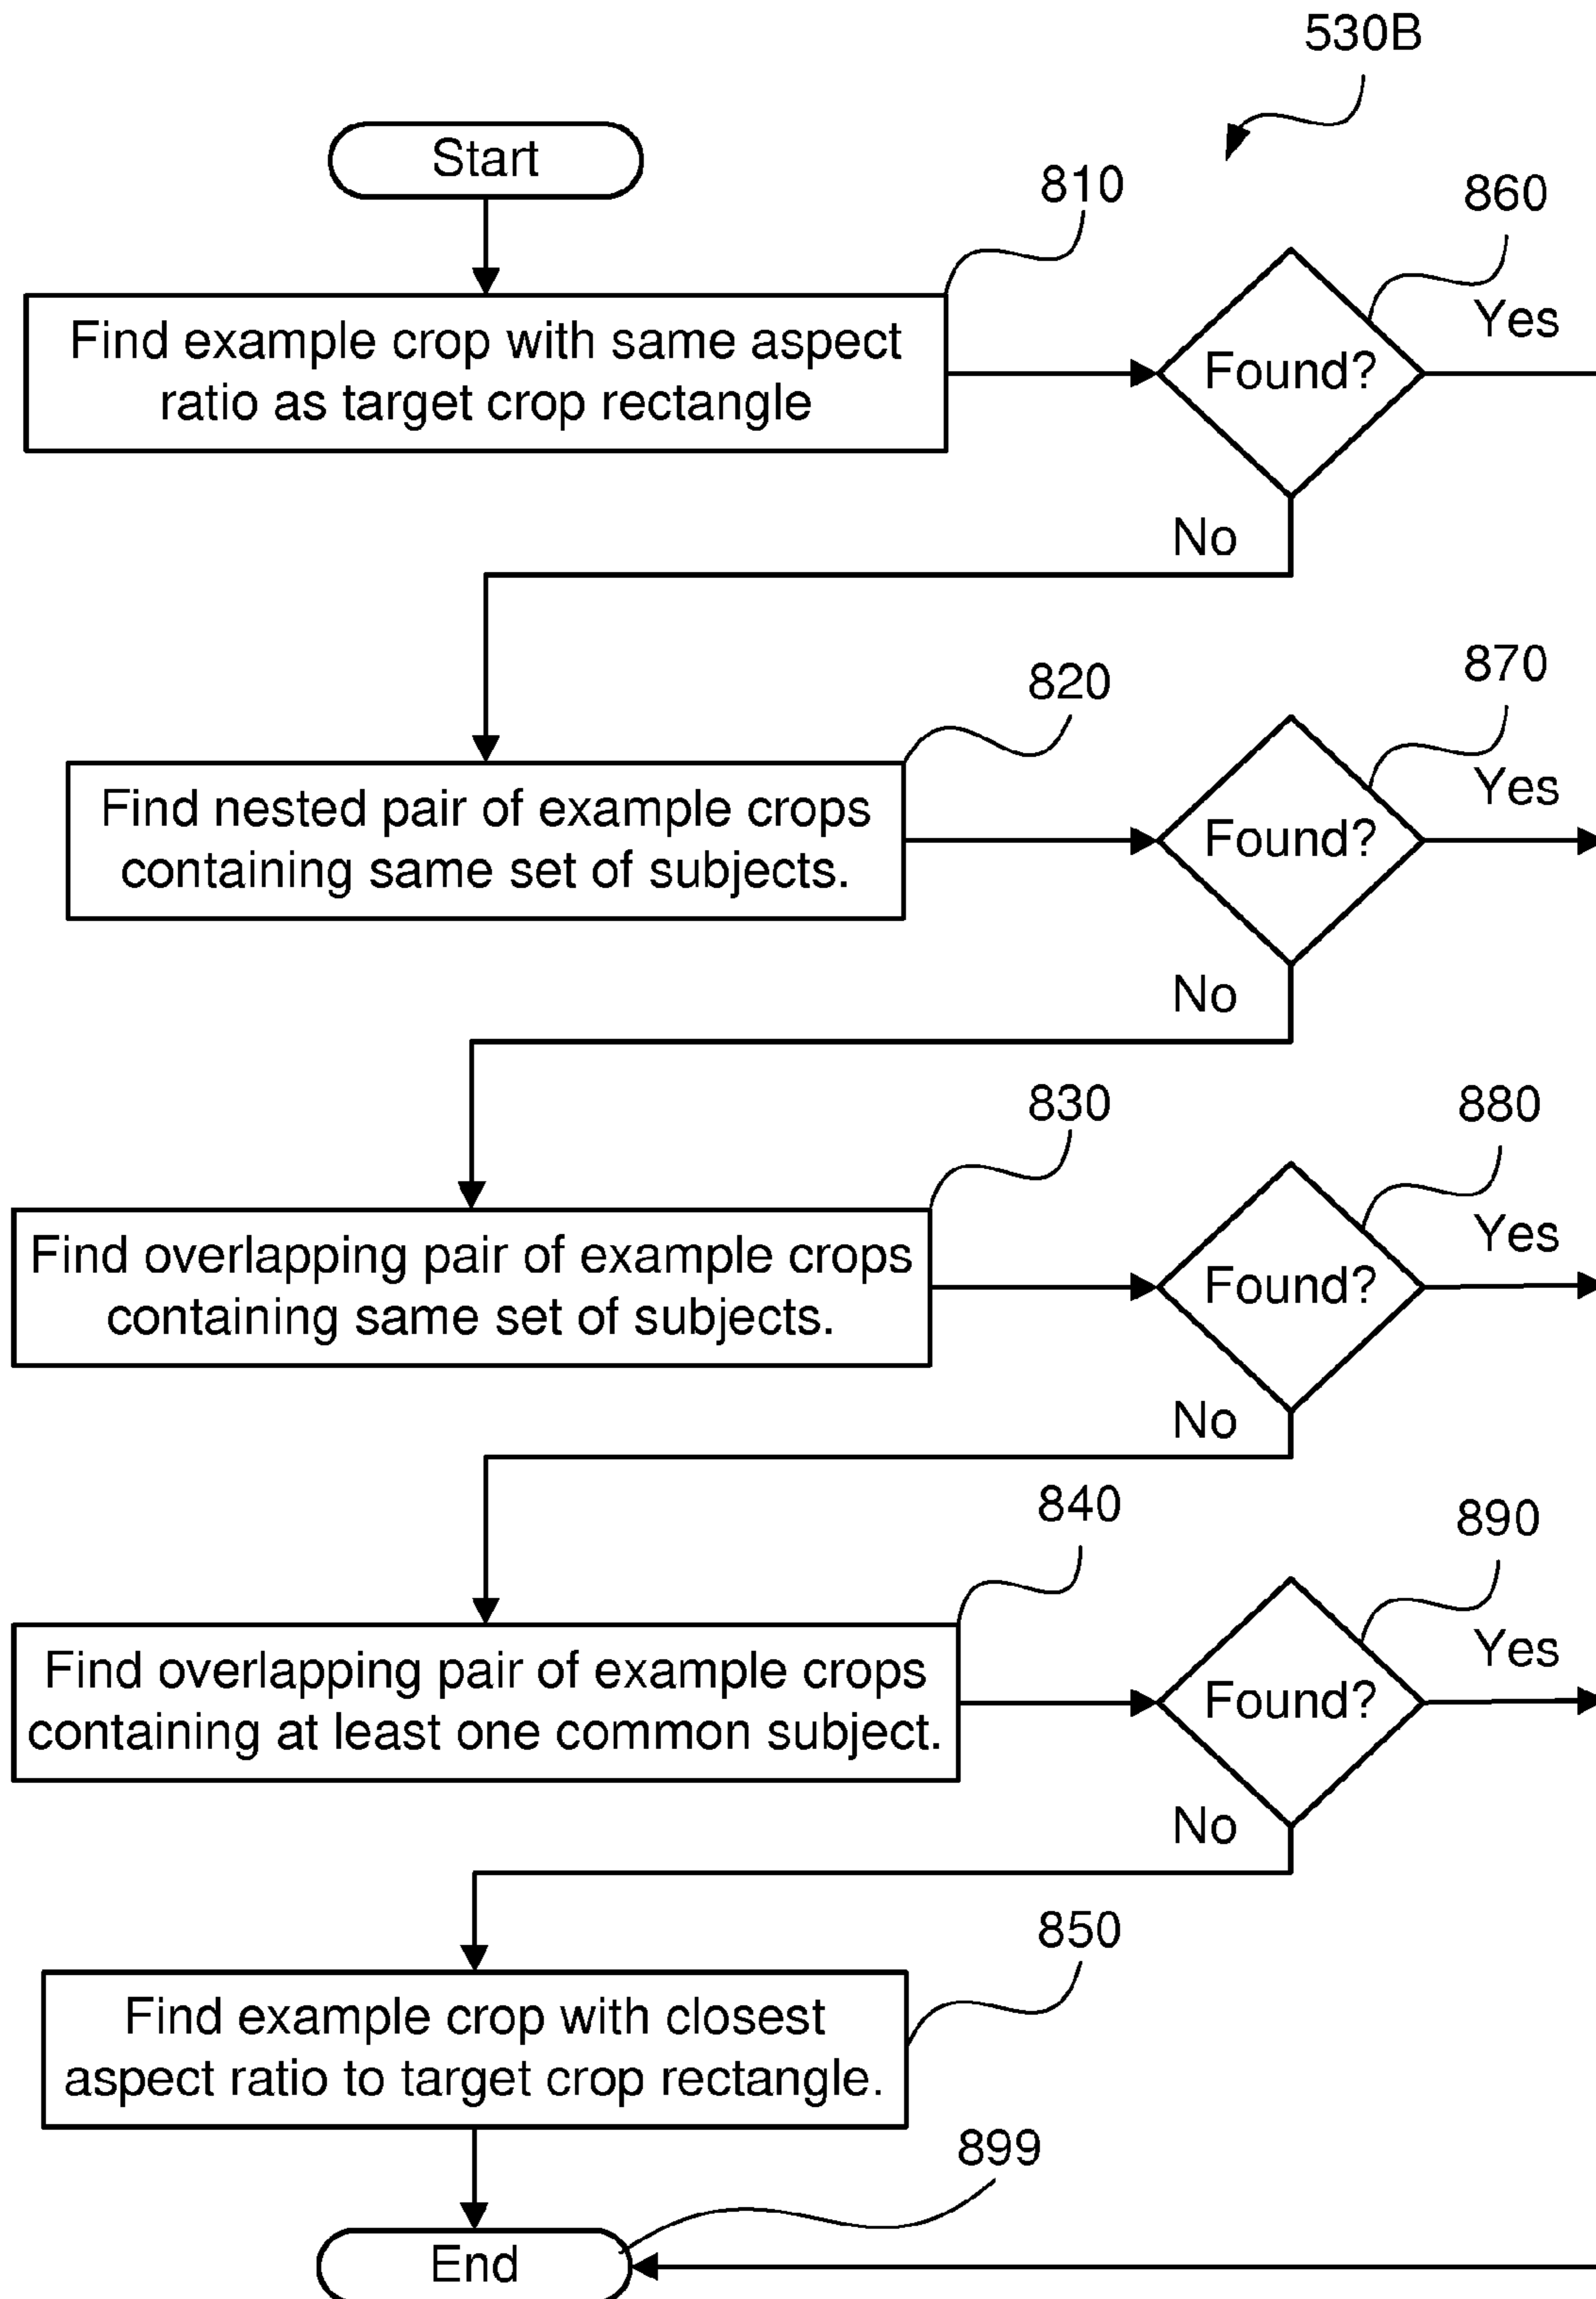 530B
Start
810
860
Find example crop with same aspect
ratio as target crop rectangle
Found?
Yes
No
820
870
Find nested pair of example crops
containing same set of subjects.
Found?
Yes
No
830
880
Find overlapping pair of example crops
containing same set of subjects.
Found?
Yes
No
840
890
Find overlapping pair of example crops
containing at least one common subject.
Found?
Yes
No
850
Find example crop with closest
aspect ratio to target crop rectangle.
899
End